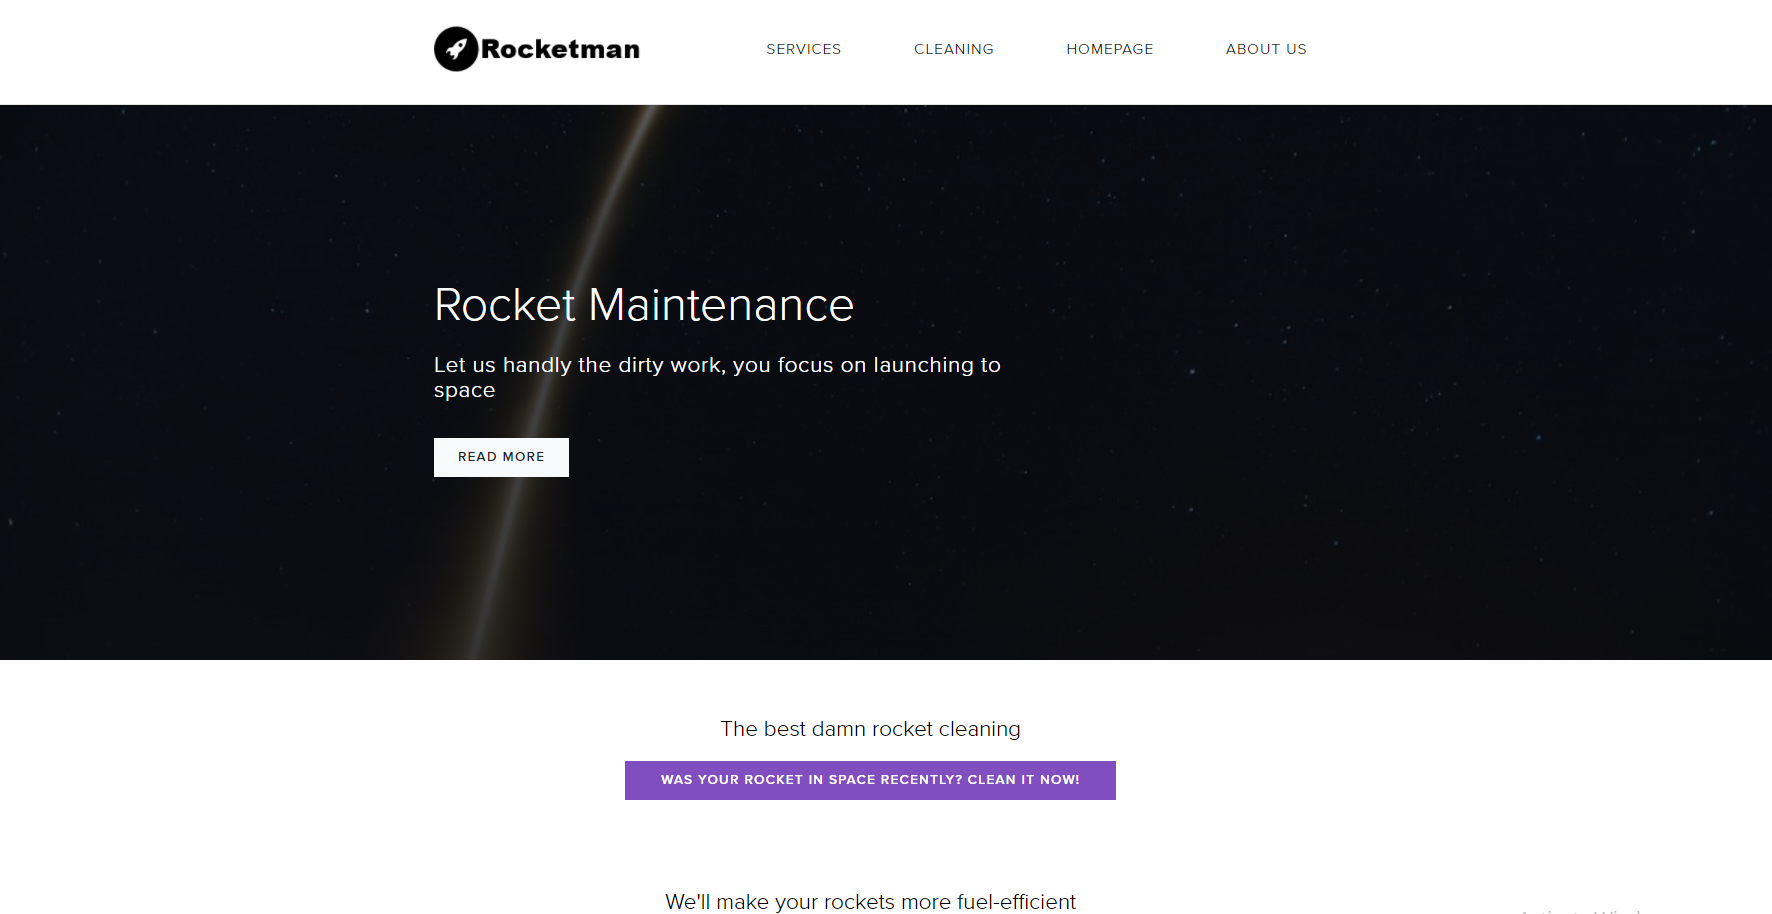 Rocketman
SERVICES
CLEANING
HOMEPAGE
ABOUT US
Rocket Maintenance
Let us handly the dirty work, you focus on launching to
space
READ MORE
The best damn rocket cleaning
WAS YOUR ROCKET IN SPACE RECENTLY? CLEAN IT NOW!
We'll make your rockets more fuel-efficient